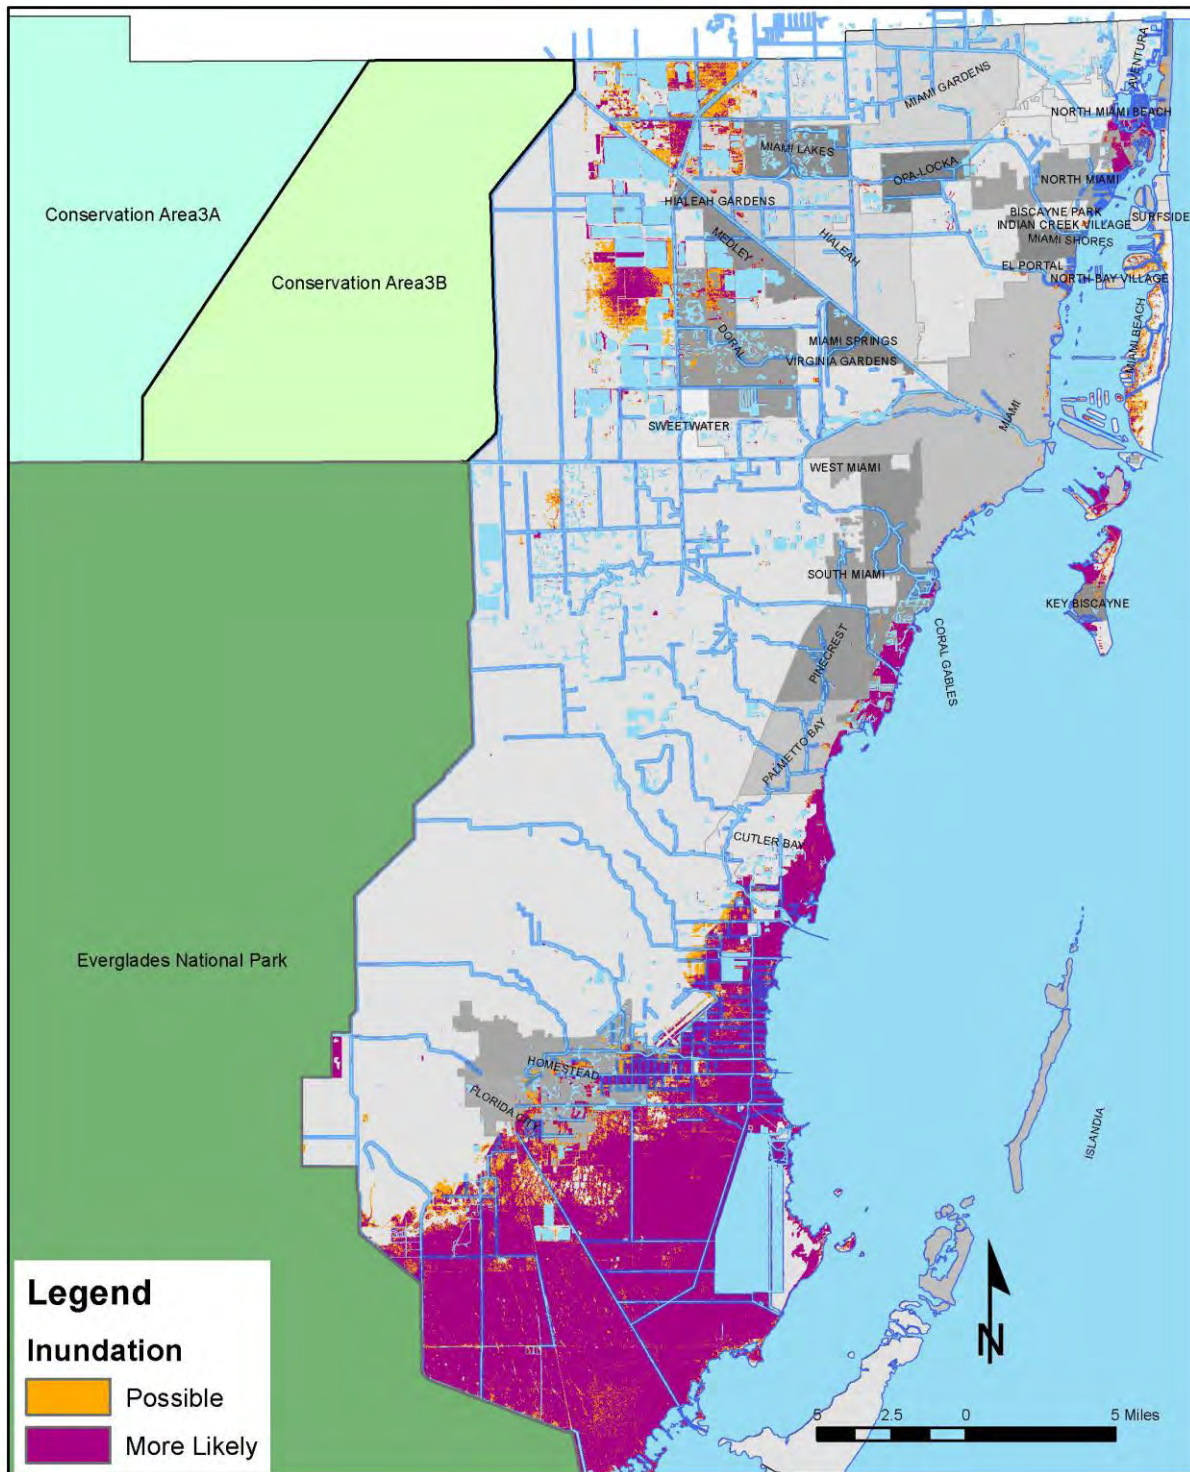 AVENTURA
MIAMI GARDENS
NORTH MIAMI BEACH
MIAMI LAKES
OPA-LOCKA
NORTH MIAMI
HIALEAH GARDENS
BISCAYNE PARK
SURFSIDE
INDIAN CREEK VILLAGE
Conservation Area3A
MEDLEY
HIALEAH
MIAMI SHORES
EL PORTAL
NORTH BAY VILLAGE
Conservation Area3B
DORAL
MIAMI SPRINGS
MIAMI BEACH
VIRGINIA GARDENS
SWEETWATER
MIAMI
WEST MIAMI
SOUTH MIAMI
KEY BISCAYNE
PINECREST
CORAL GABLES
PALMETTO BAY
CUTLER BAY
Everglades National Park
HOMESTEAD
FLORIDA CITY
ISLANDIA
Legend
Inundation
Possible
More Likely
N
5 2.5 0 5 Miles